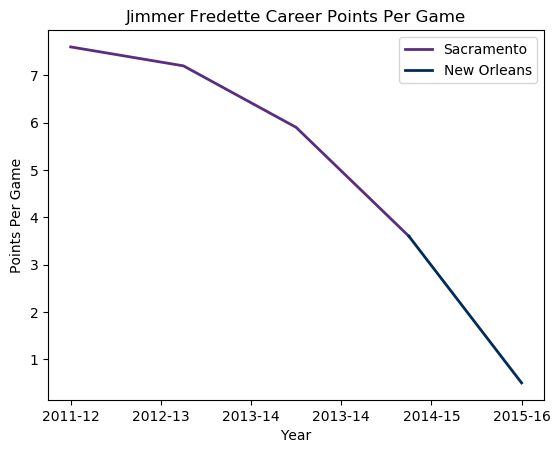 Jimmer Fredette Career Points Per Game
Sacramento
New Orleans
7
6
5
4
3
2
1
Points Per Game
2011-12
2012-13
2013-14
2013-14
2014-15
2015-16
Year